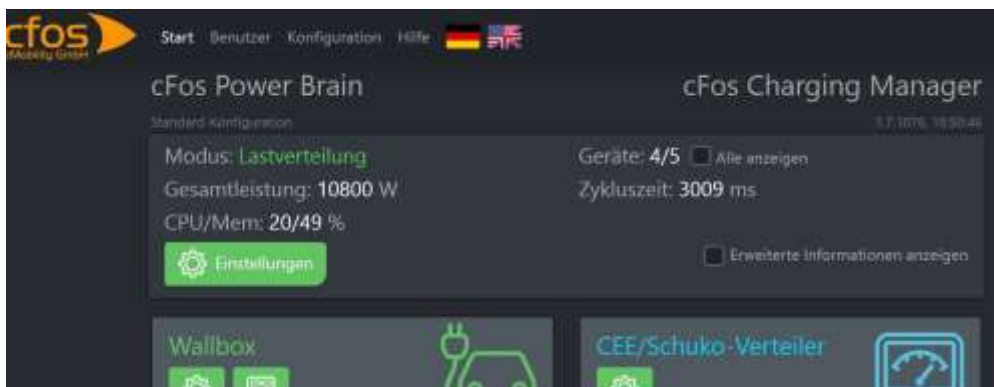 cfos
Start Benutzer Konfiguration Hilfe
cFos Power Brain
cFos Charging Manager
Standard-Konfiguration
Modus: Lastverteilung
Geräte: 4/5 Alle anzeigen
Gesamtleistung: 10800 W
Zykluszeit: 3009 ms
CPU/Mem: 20/49 %
Einstellungen
Erweiterte Informationen anzeigen
Wallbox
CEE/Schuko-Verteiler